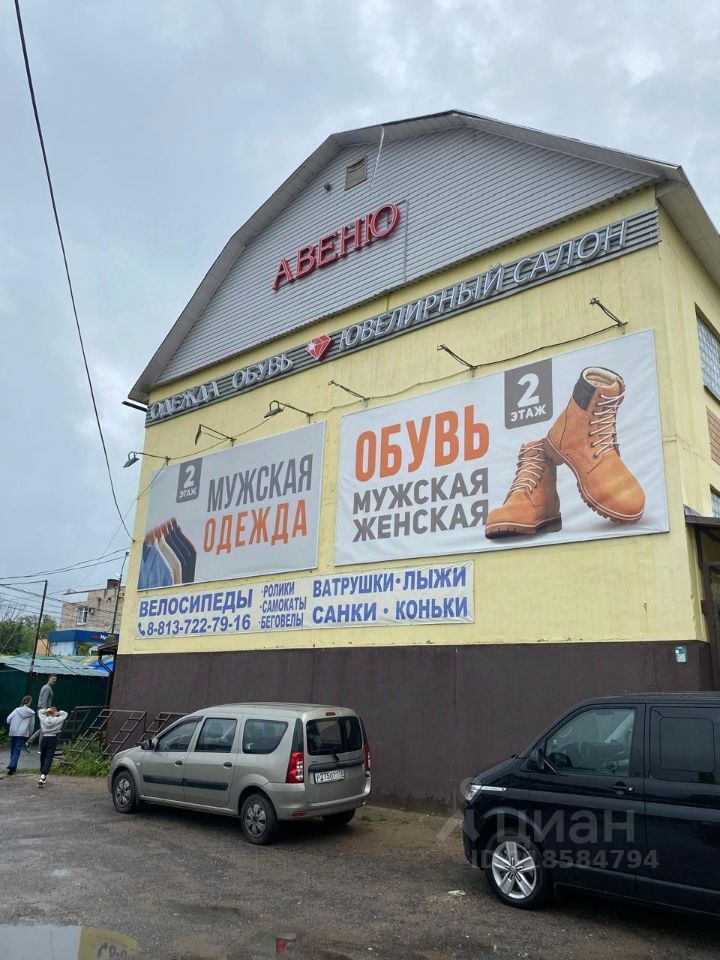 АВЕНЮ
ОДЕЖДА ОБУВЬ ЮВЕЛИРНЫЙ САЛОН
2
ЭТАЖ
МУЖСКАЯ
ОДЕЖДА
2
ЭТАЖ
ОБУВЬ
МУЖСКАЯ
ЖЕНСКАЯ
ВЕЛОСИПЕДЫ
8-813-722-79-16
·РОЛИКИ
·САМОКАТЫ
·БЕГОВЕЛЫ
ВАТРУШКИ·ЛЫЖИ
САНКИ · КОНЬКИ
циан